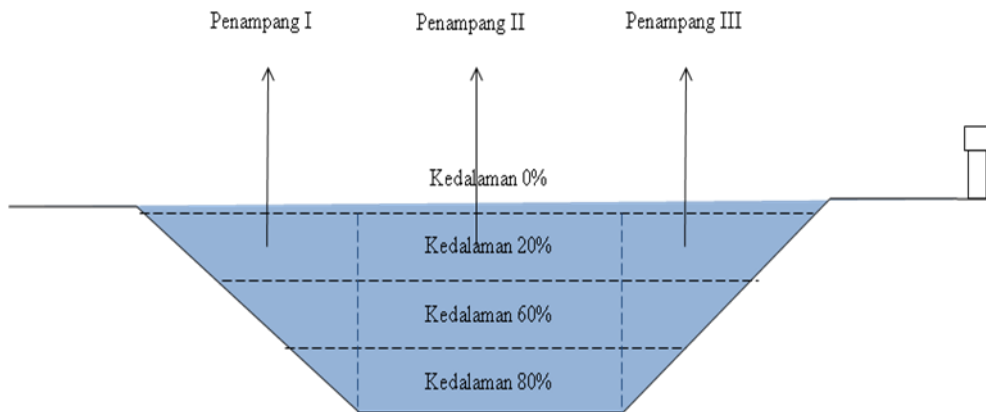 Penampang I
Penampang II
Penampang III
Kedalaman 0%
Kedalaman 20%
Kedalaman 60%
Kedalaman 80%